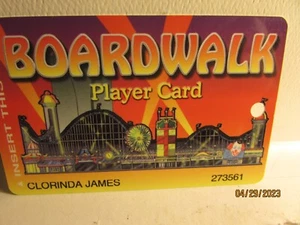 BOARDWALK
Player Card
INSERT THIS
CLORINDA JAMES 273561
04/29/2023